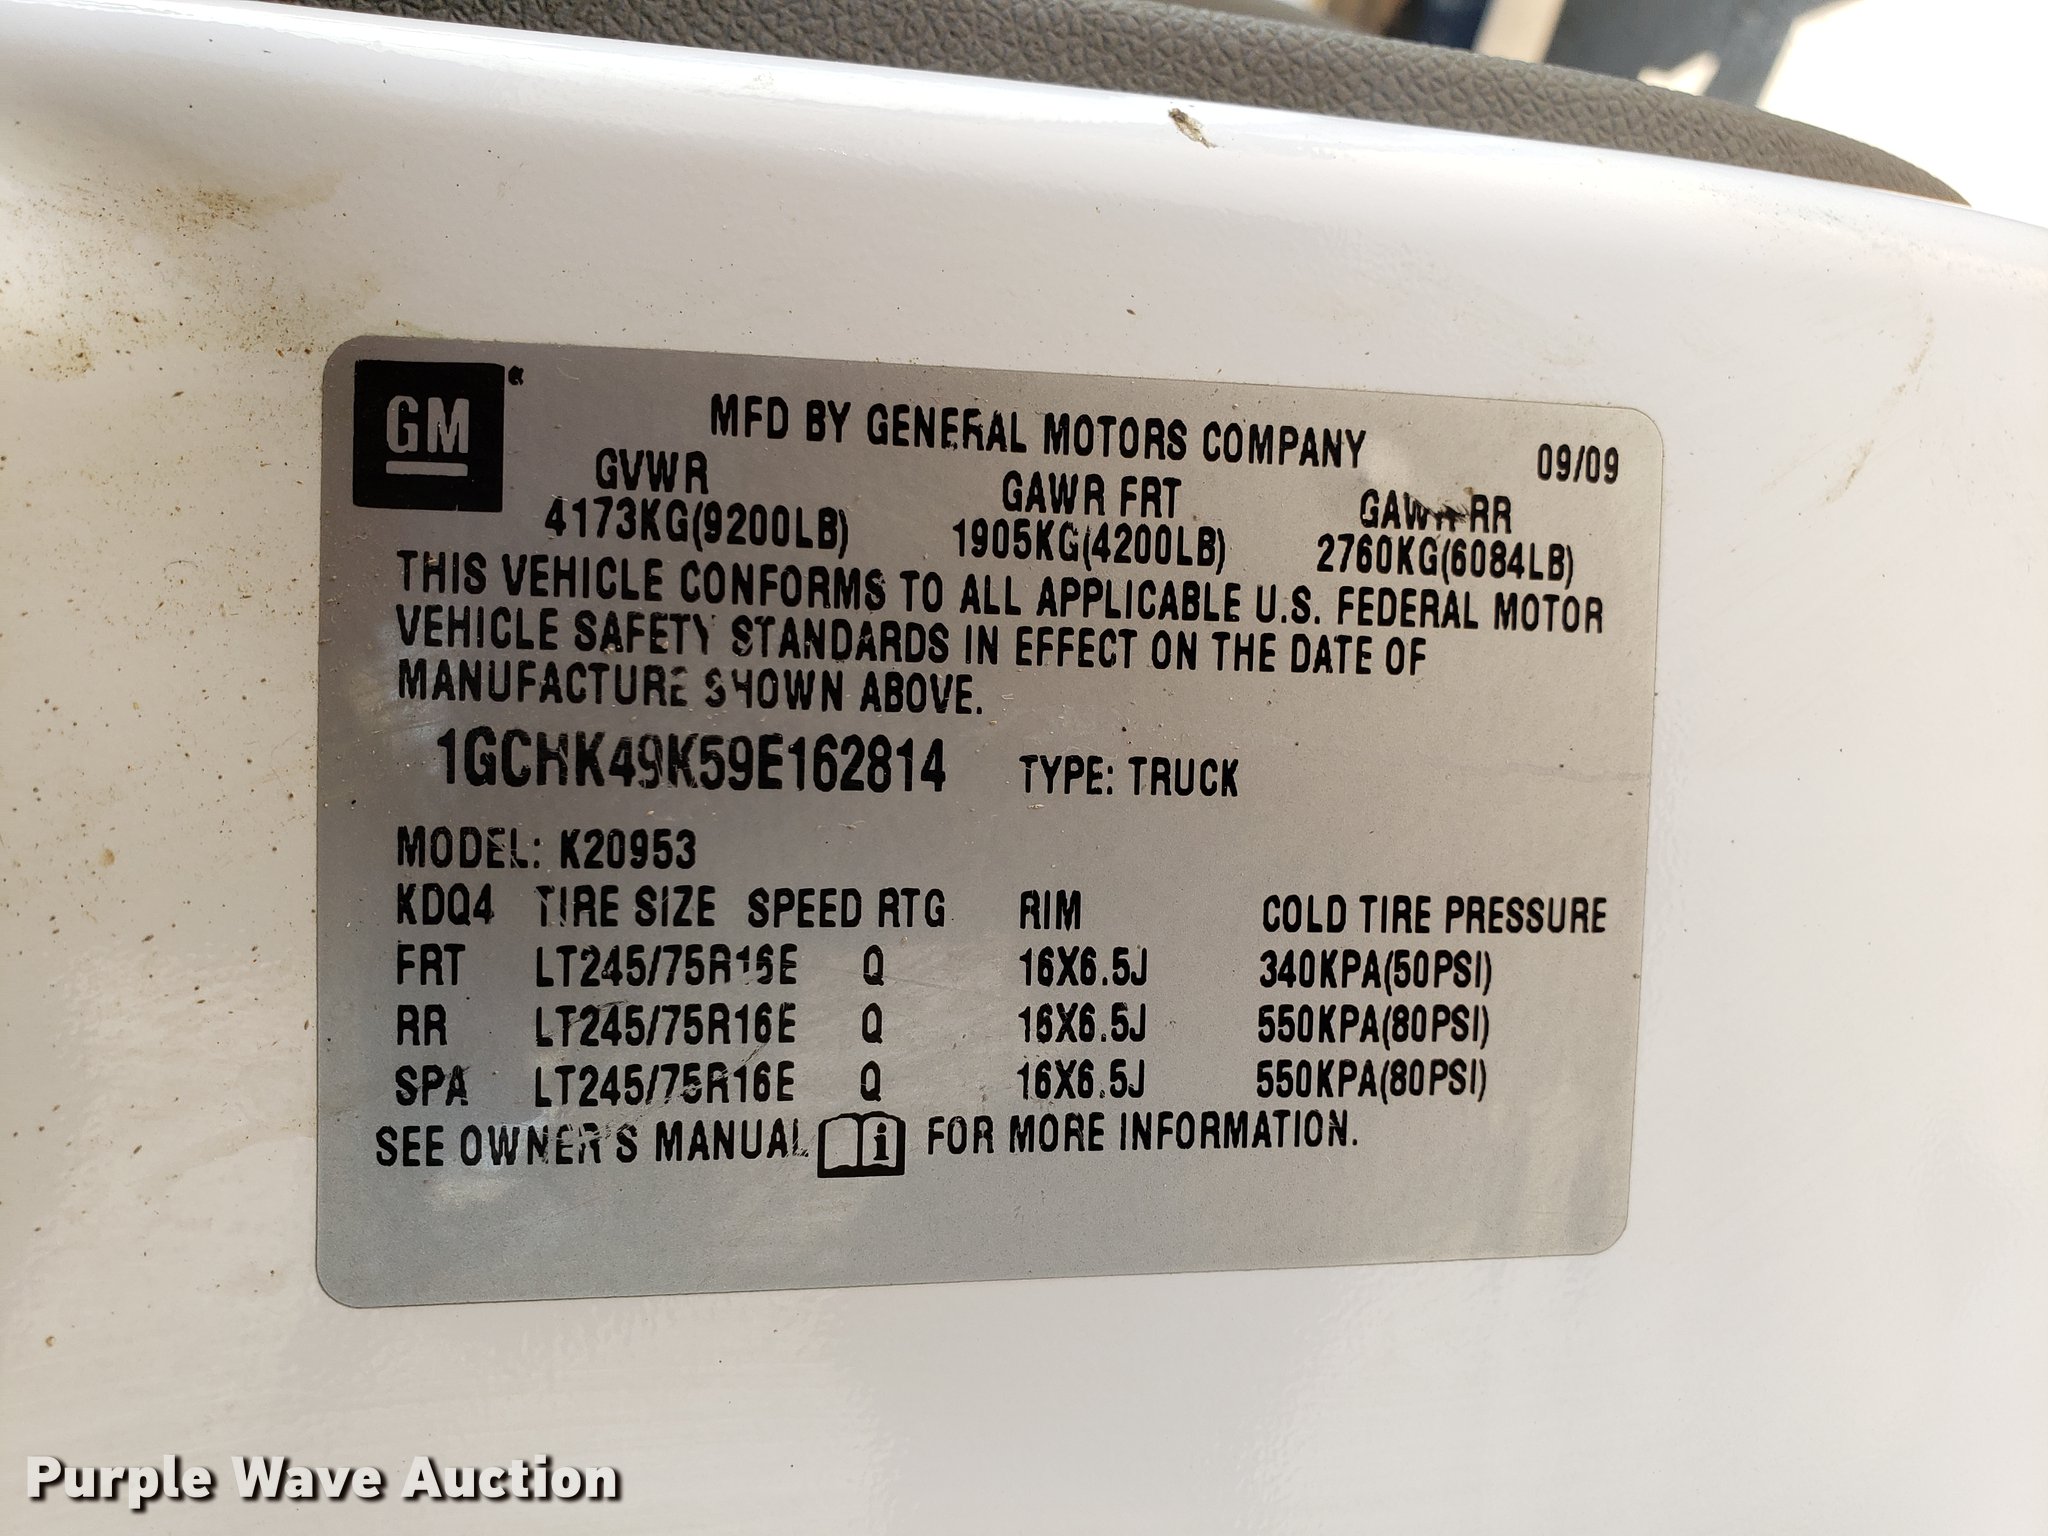 GM
MFD BY GENERAL MOTORS COMPANY 09/09
GVWR GAWR FRT GAWR RR
4173KG(9200LB) 1905KG(4200LB) 2760KG(6084LB)
THIS VEHICLE CONFORMS TO ALL APPLICABLE U.S. FEDERAL MOTOR
VEHICLE SAFETY STANDARDS IN EFFECT ON THE DATE OF
MANUFACTURE SHOWN ABOVE.
1GCHK49K59E162814 TYPE: TRUCK
MODEL: K20953
KDQ4 TIRE SIZE SPEED RTG RIM COLD TIRE PRESSURE
FRT LT245/75R16E Q 16X6.5J 340KPA(50PSI)
RR LT245/75R16E Q 16X6.5J 550KPA(80PSI)
SPA LT245/75R16E Q 16X6.5J 550KPA(80PSI)
SEE OWNER'S MANUAL i FOR MORE INFORMATION.
Purple Wave Auction